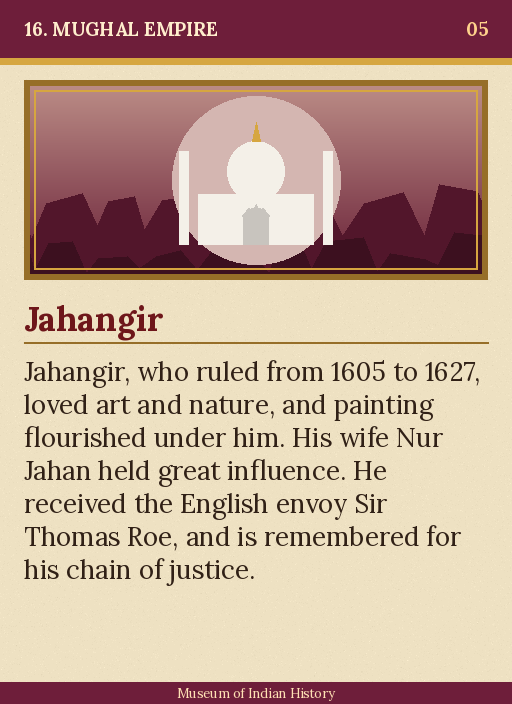 16. MUGHAL EMPIRE
05
Jahangir
Jahangir, who ruled from 1605 to 1627,
loved art and nature, and painting
flourished under him. His wife Nur
Jahan held great influence. He
received the English envoy Sir
Thomas Roe, and is remembered for
his chain of justice.
Museum of Indian History